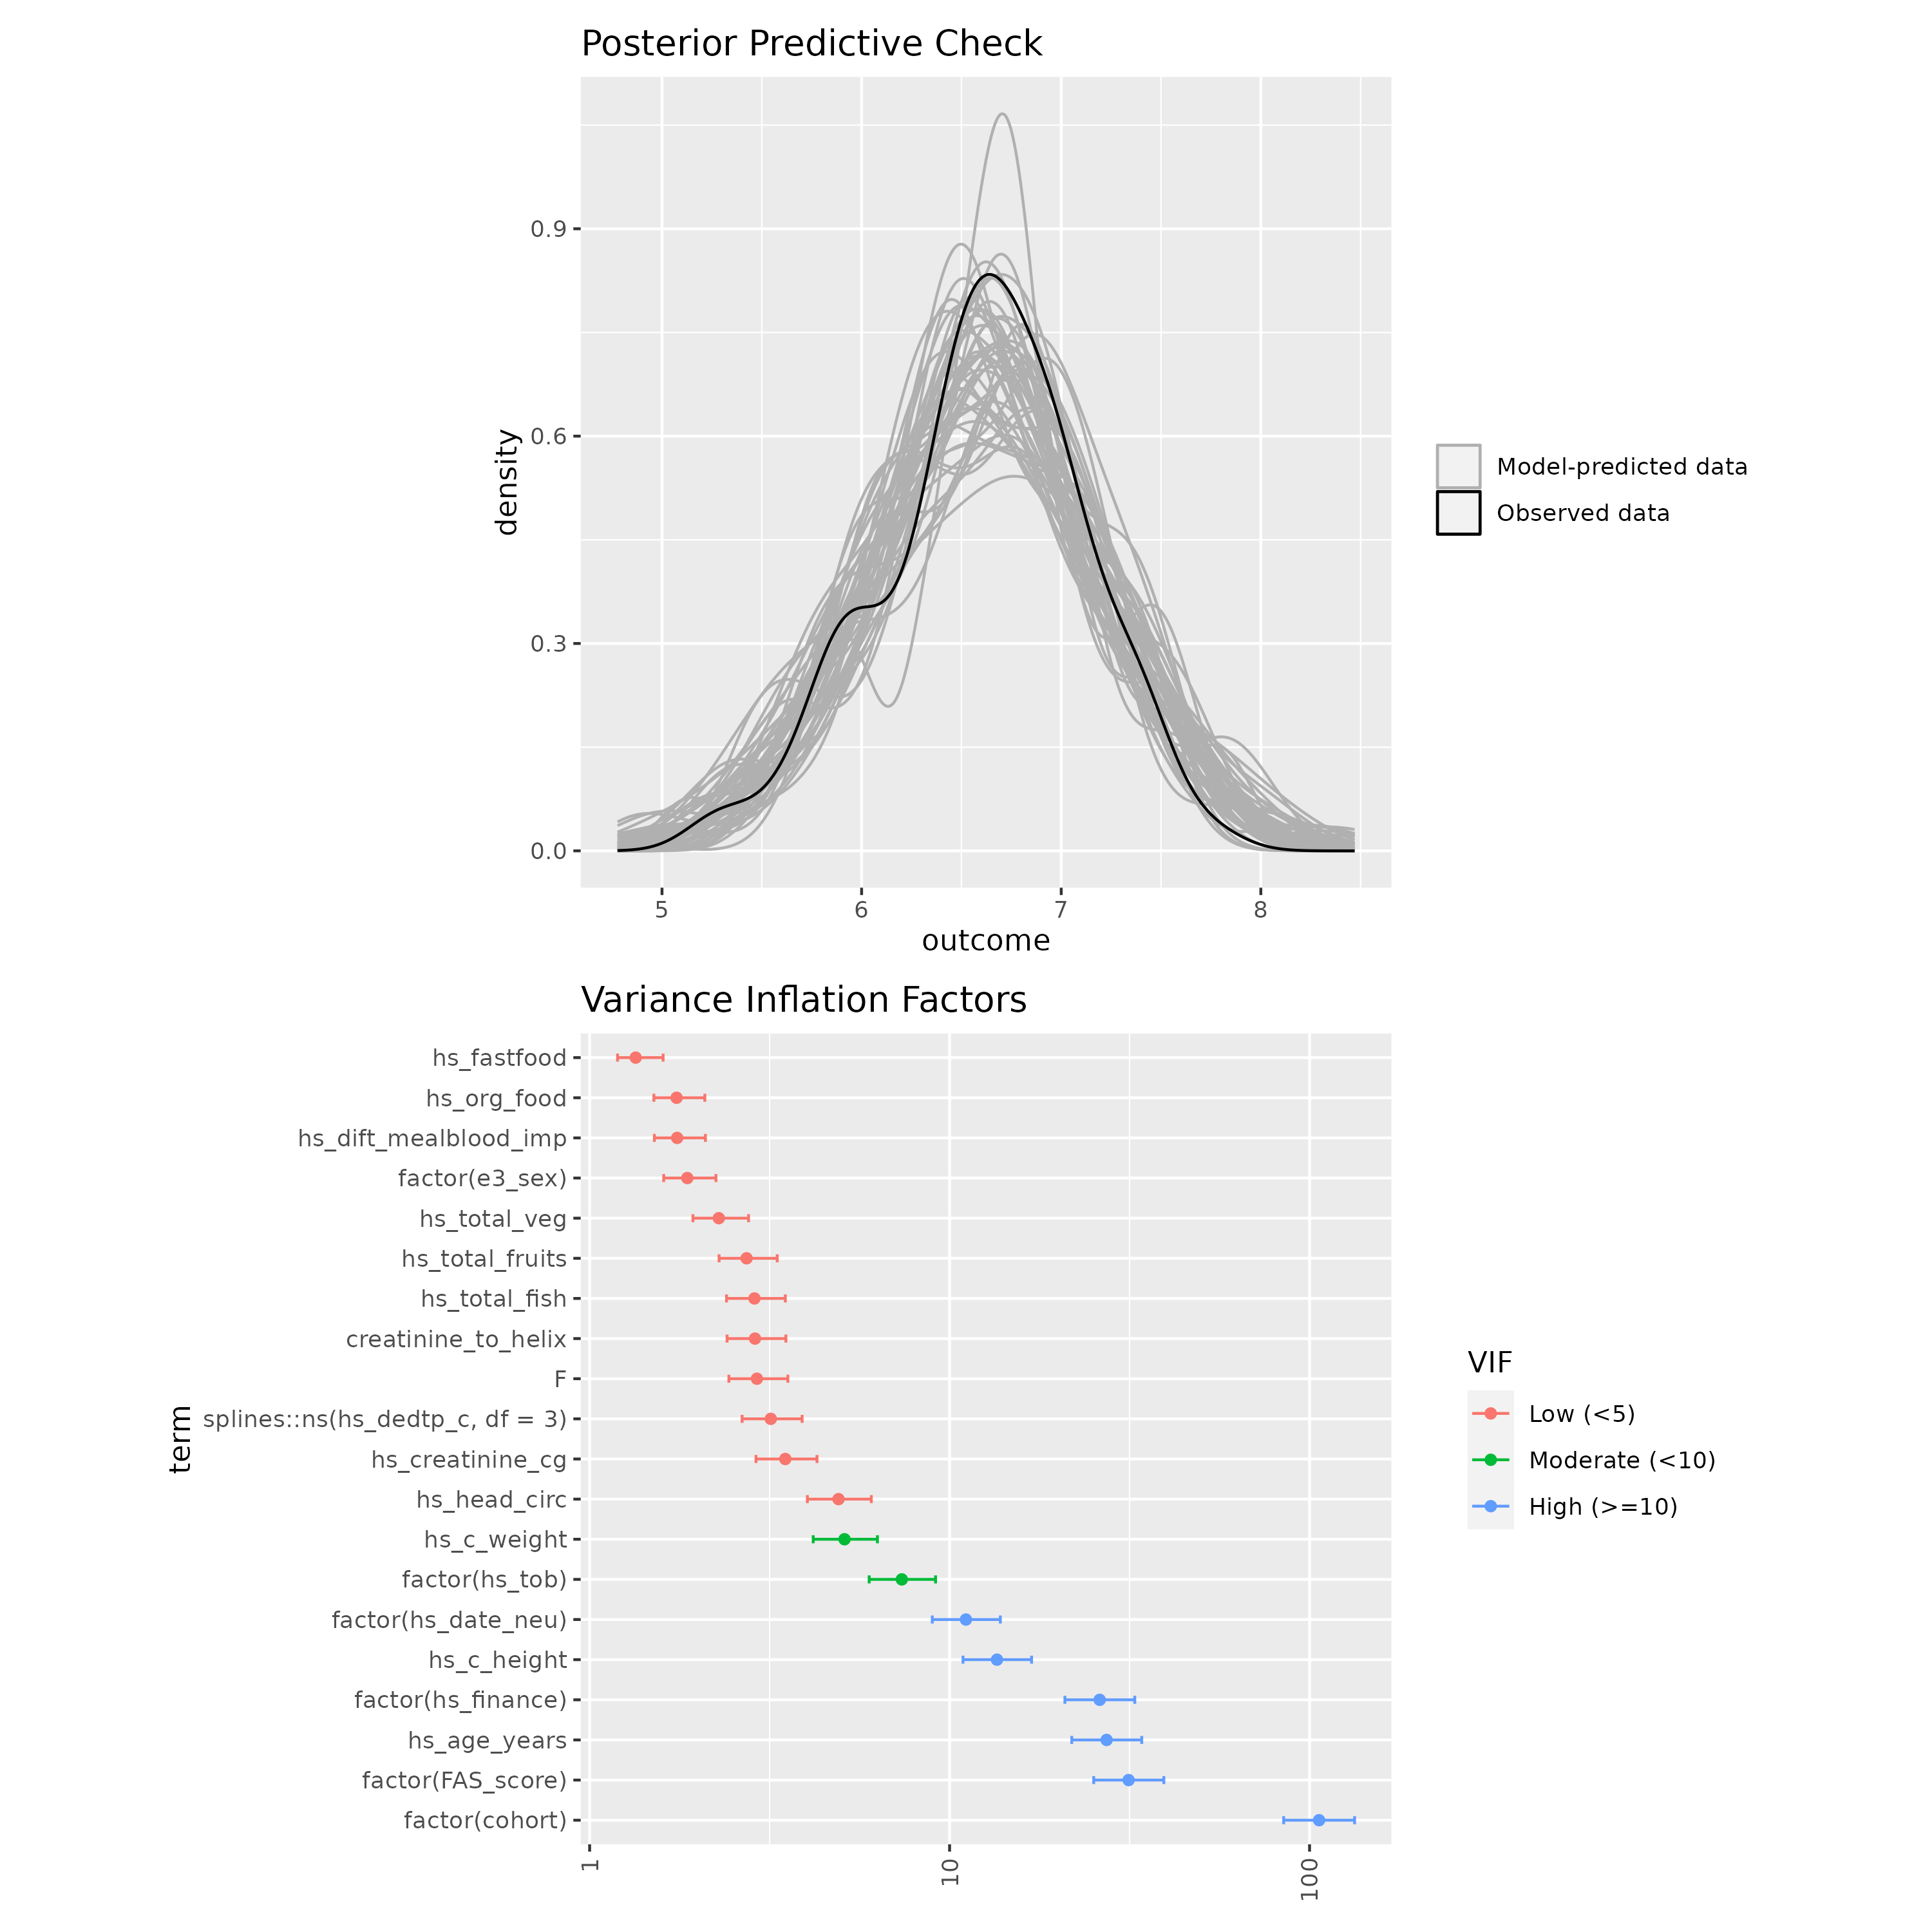 Posterior Predictive Check
density
0.9
0.6
0.3
0.0
5 6 7 8
outcome
Model-predicted data
Observed data
Variance Inflation Factors
term
hs_fastfood
hs_org_food
hs_dift_mealblood_imp
factor(e3_sex)
hs_total_veg
hs_total_fruits
hs_total_fish
creatinine_to_helix
F
splines::ns(hs_dedtp_c, df = 3)
hs_creatinine_cg
hs_head_circ
hs_c_weight
factor(hs_tob)
factor(hs_date_neu)
hs_c_height
factor(hs_finance)
hs_age_years
factor(FAS_score)
factor(cohort)
1 10 100
VIF
Low (<5)
Moderate (<10)
High (>=10)